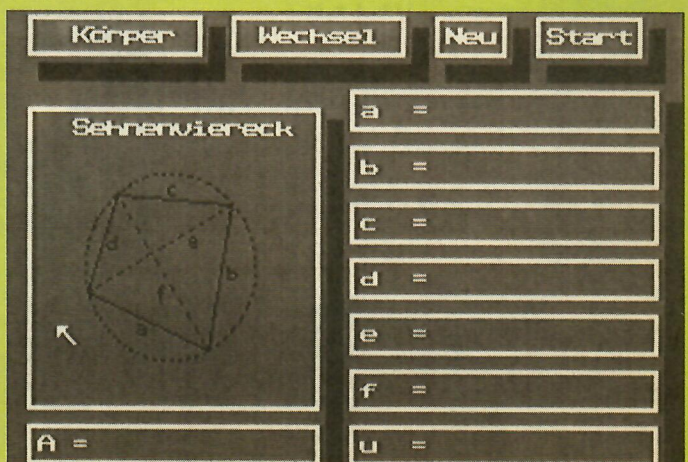 Körper Wechsel Neu Start
Sehnenviereck
c
d
e
b
f
a
A =
a =
b =
c =
d =
e =
f =
u =